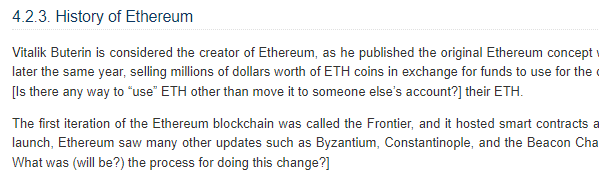 4.2.3. History of Ethereum
Vitalik Buterin is considered the creator of Ethereum, as he published the original Ethereum concept
later the same year, selling millions of dollars worth of ETH coins in exchange for funds to use for the
[Is there any way to “use” ETH other than move it to someone else’s account?] their ETH.
The first iteration of the Ethereum blockchain was called the Frontier, and it hosted smart contracts
launch, Ethereum saw many other updates such as Byzantium, Constantinople, and the Beacon
What was (will be?) the process for doing this change?]